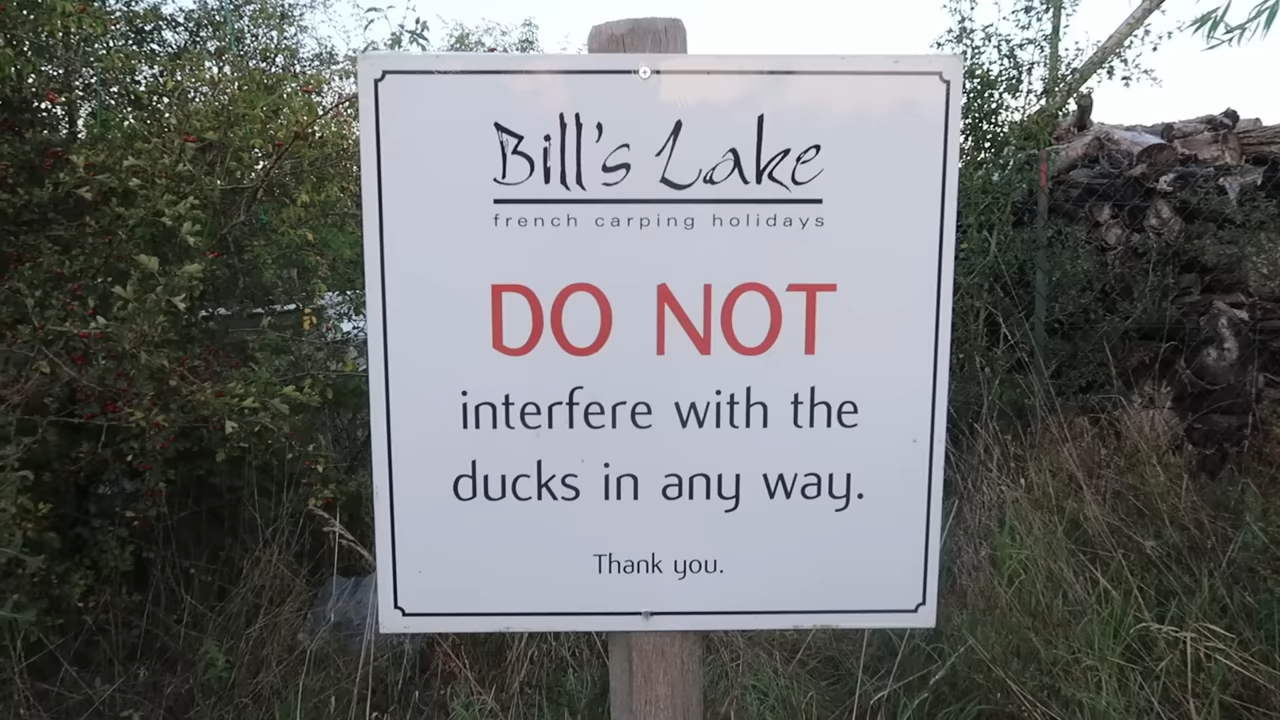 Bill's Lake
french carping holidays
DO NOT
interfere with the
ducks in any way.
Thank you.